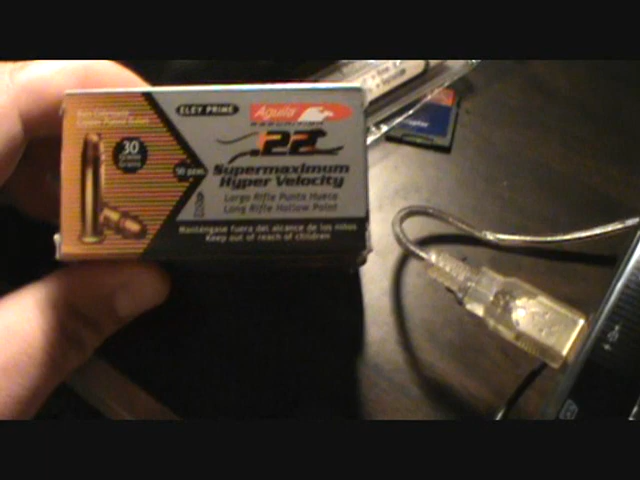 ELEY PRIME
Aguila
.22
Supermaximum
Hyper Velocity
Largo Rifle Punta Hueca
Long Rifle Hollow Point
30
50 pzas.
Manténgase fuera del alcance de los niños
Keep out of reach of children